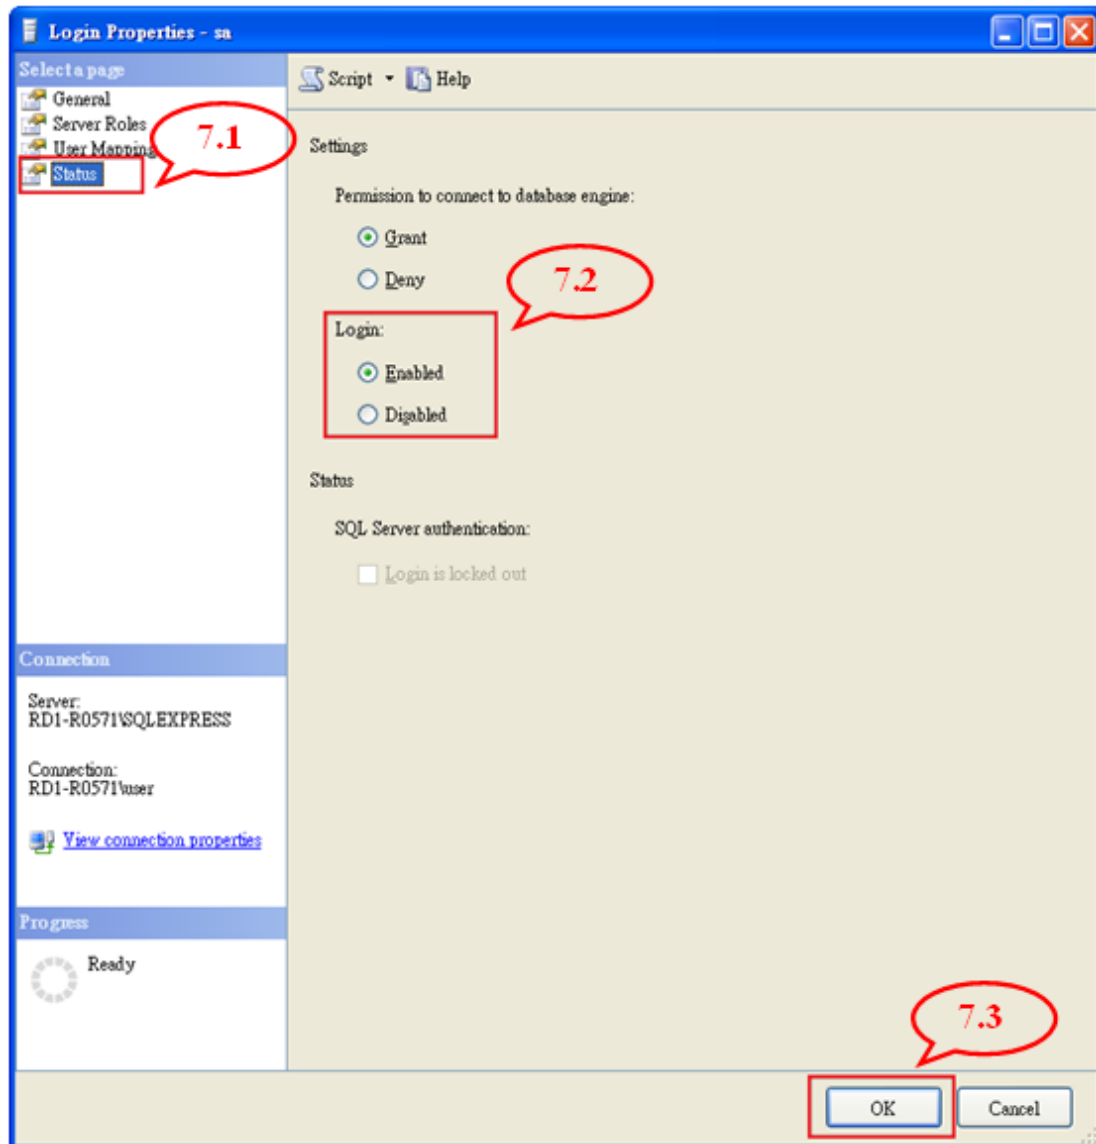 Login Properties - sa
Select a page
General
Server Roles
User Mapping
Status
7.1
Script
Help
Settings
Permission to connect to database engine:
Grant
Deny
7.2
Login:
Enabled
Disabled
Status
SQL Server authentication:
Login is locked out
Connection
Server:
RD1-R0571\SQLEXPRESS
Connection:
RD1-R0571\user
View connection properties
Progress
Ready
7.3
OK
Cancel